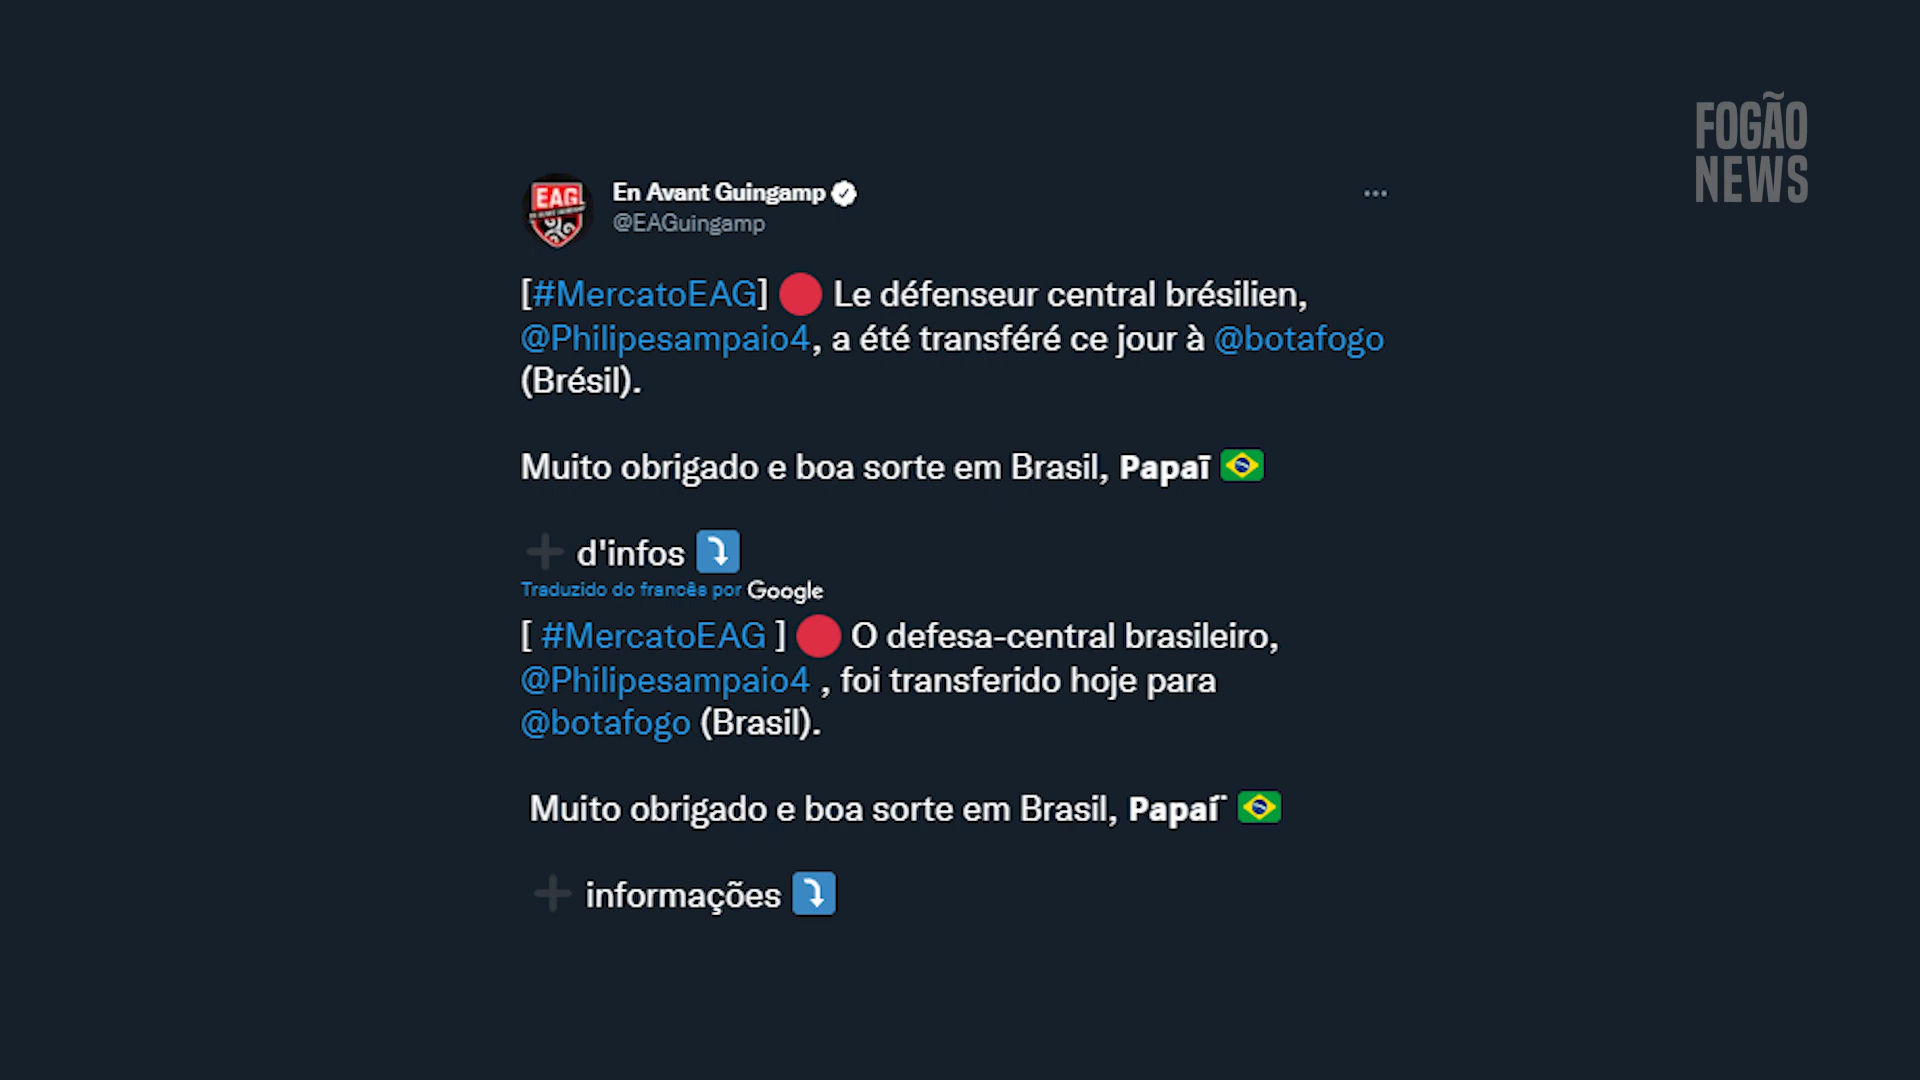 FOGÃO
NEWS
EAG
En Avant Guingamp
@EAGuingamp
[#MercatoEAG] 🔴 Le défenseur central brésilien,
@Philipesampaio4, a été transféré ce jour à @botafogo
(Brésil).
Muito obrigado e boa sorte em Brasil, Papaï 🇧🇷
➕ d'infos ⤵️
Traduzido do francês por Google
[ #MercatoEAG ] 🔴 O defesa-central brasileiro,
@Philipesampaio4 , foi transferido hoje para
@botafogo (Brasil).
Muito obrigado e boa sorte em Brasil, Papaí¨ 🇧🇷
➕ informações ⤵️